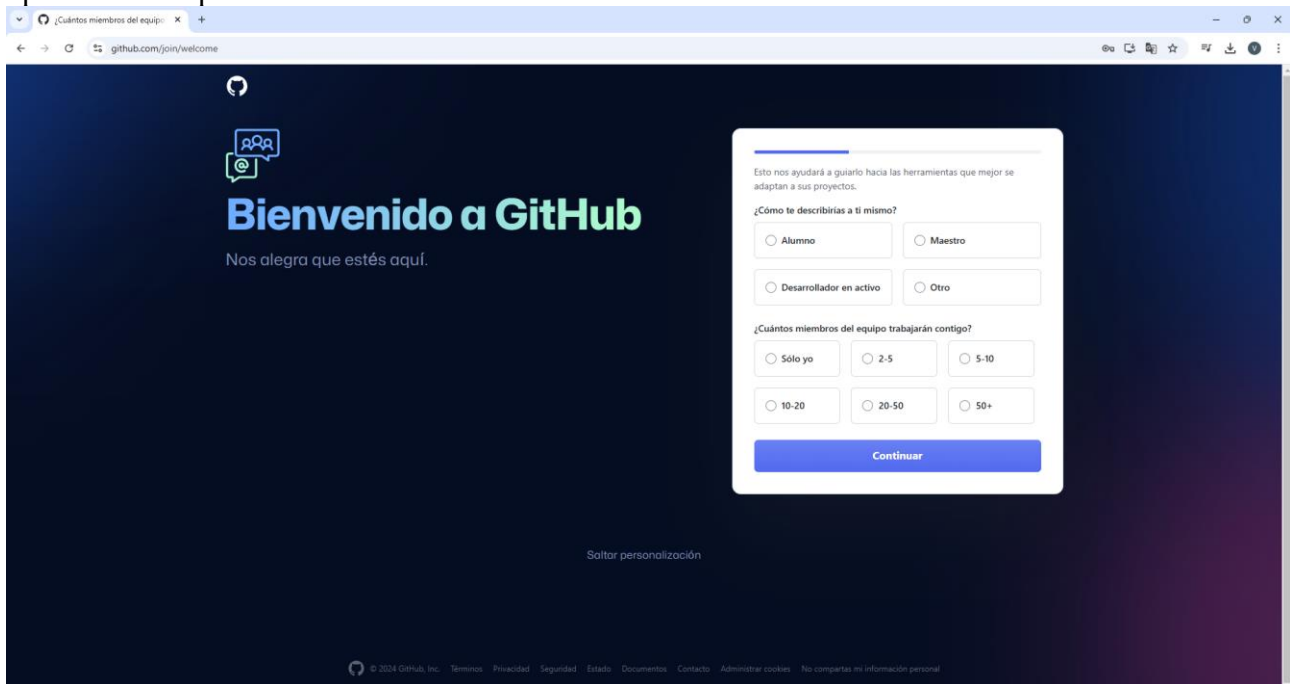 ¿Cuántos miembros del equipo
github.com/join/welcome
V
@
Bienvenido a GitHub
Nos alegra que estés aquí.
Esto nos ayudará a guiarlo hacia las herramientas que mejor se
adaptan a sus proyectos.
¿Cómo te describirías a ti mismo?
Alumno Maestro
Desarrollador en activo Otro
¿Cuántos miembros del equipo trabajarán contigo?
Sólo yo 2-5 5-10
10-20 20-50 50+
Continuar
Saltar personalización
© 2024 GitHub, Inc. Términos Privacidad Seguridad Estado Documentos Contacto Administrar cookies No compartas mi información personal